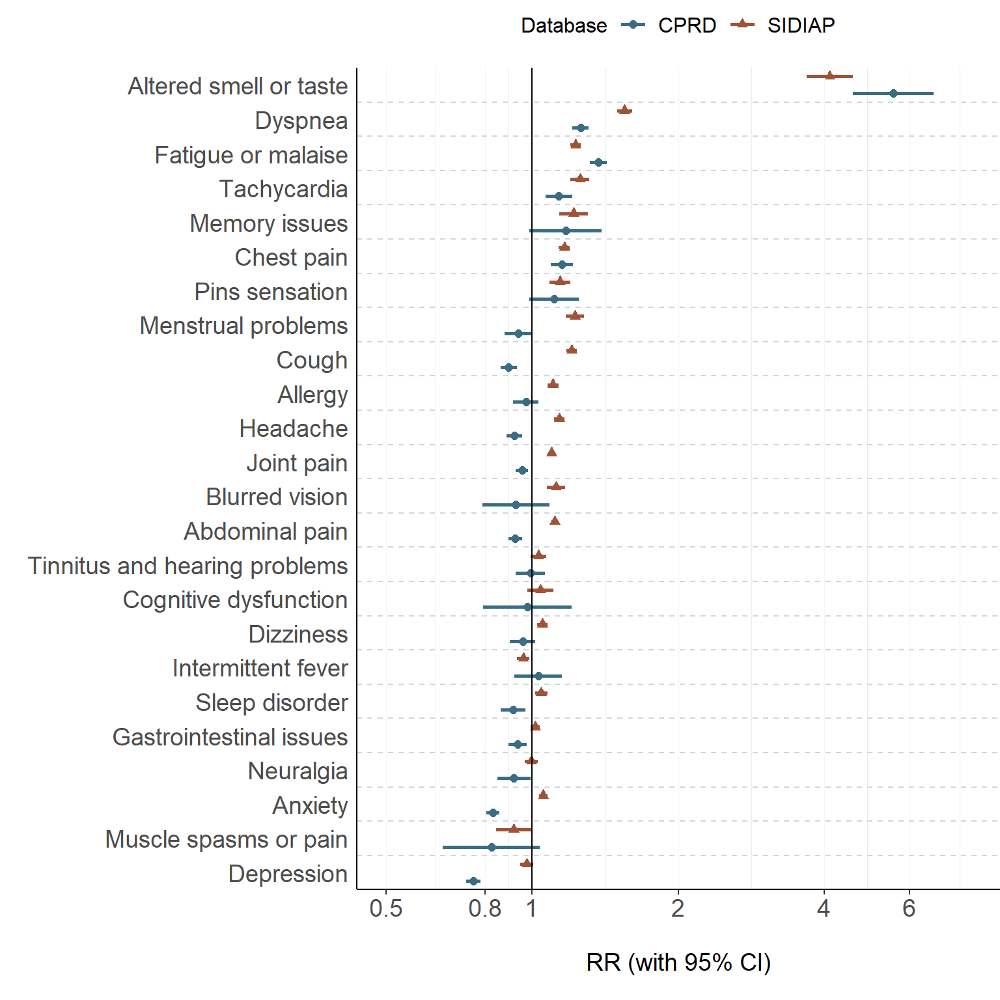 Database CPRD SIDIAP
Altered smell or taste
Dyspnea
Fatigue or malaise
Tachycardia
Memory issues
Chest pain
Pins sensation
Menstrual problems
Cough
Allergy
Headache
Joint pain
Blurred vision
Abdominal pain
Tinnitus and hearing problems
Cognitive dysfunction
Dizziness
Intermittent fever
Sleep disorder
Gastrointestinal issues
Neuralgia
Anxiety
Muscle spasms or pain
Depression
0.5 0.8 1 2 4 6
RR (with 95% CI)